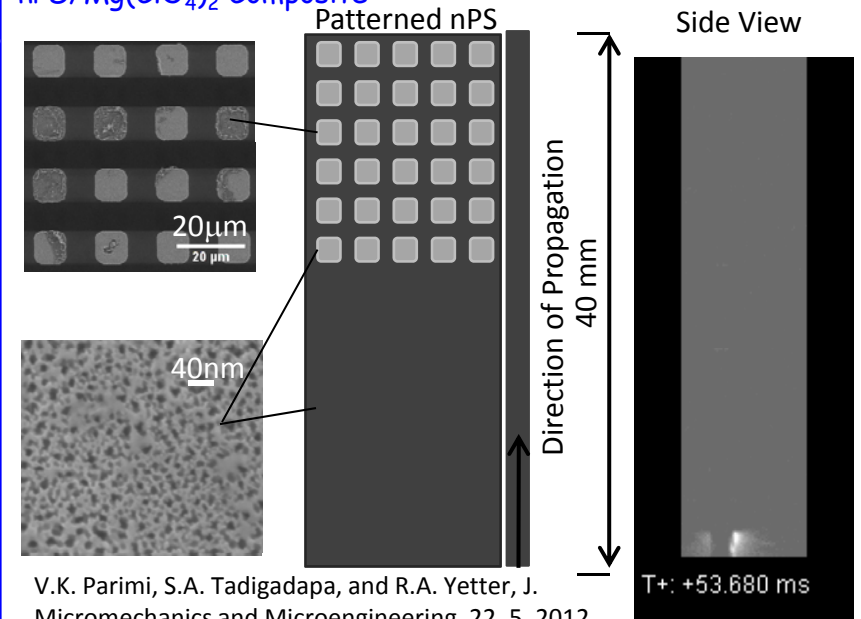 nPS/Mg(ClO4)2 Composite
Patterned nPS
Side View
20μm
20 μm
40nm
Direction of Propagation
40 mm
T+: +53.680 ms
V.K. Parimi, S.A. Tadigadapa, and R.A. Yetter, J.
Micromechanics and Microengineering, 22, 5, 2012